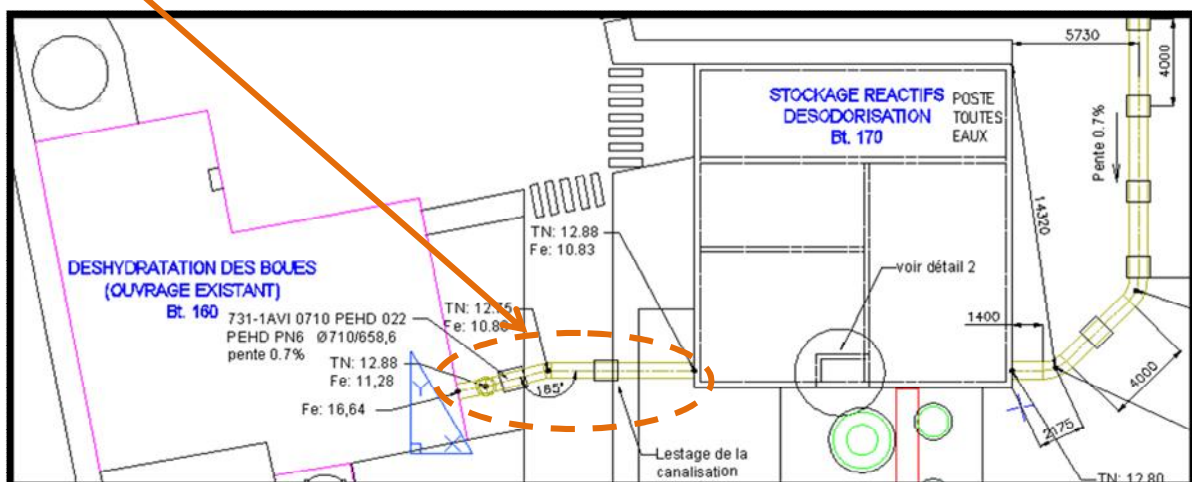 5730
4000
STOCKAGE REACTIFS
DESODORISATION
Bt. 170
POSTE
TOUTES
EAUX
Pente 0.7%
14320
TN: 12.88
Fe: 10.83
voir détail 2
DESHYDRATATION DES BOUES
(OUVRAGE EXISTANT)
Bt. 160
731-1AVI 0710 PEHD 022
PEHD PN6 Ø710/658,6
pente 0.7%
TN:
Fe:
TN: 12.88
Fe: 11,28
Fe: 16,64
165°
Y
X
1400
4000
2175
Lestage de la
canalisation
TN: 12.80